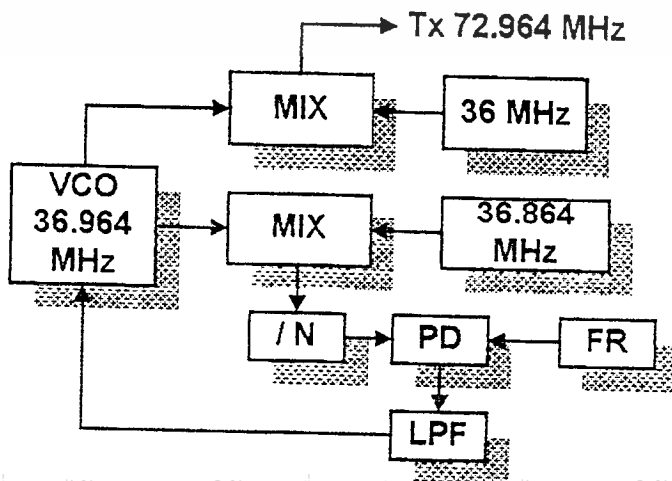 Tx 72.964 MHz
MIX
36 MHz
VCO
36.964
MHz
MIX
36.864
MHz
/ N
PD
FR
LPF